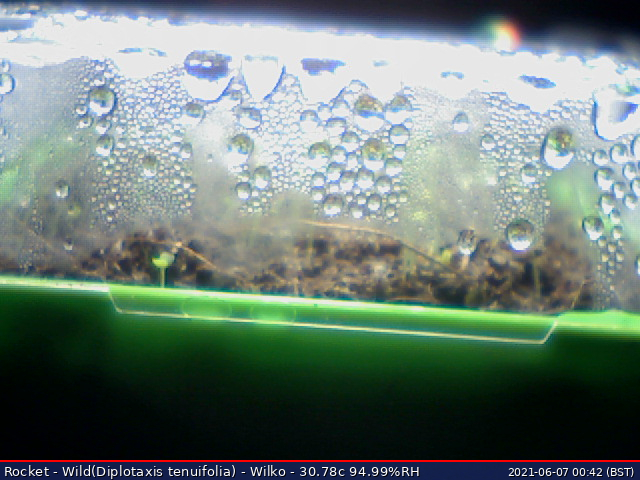 Rocket - Wild(Diplotaxis tenuifolia) - Wilko - 30.78c 94.99%RH 2021-06-07 00:42 (BST)